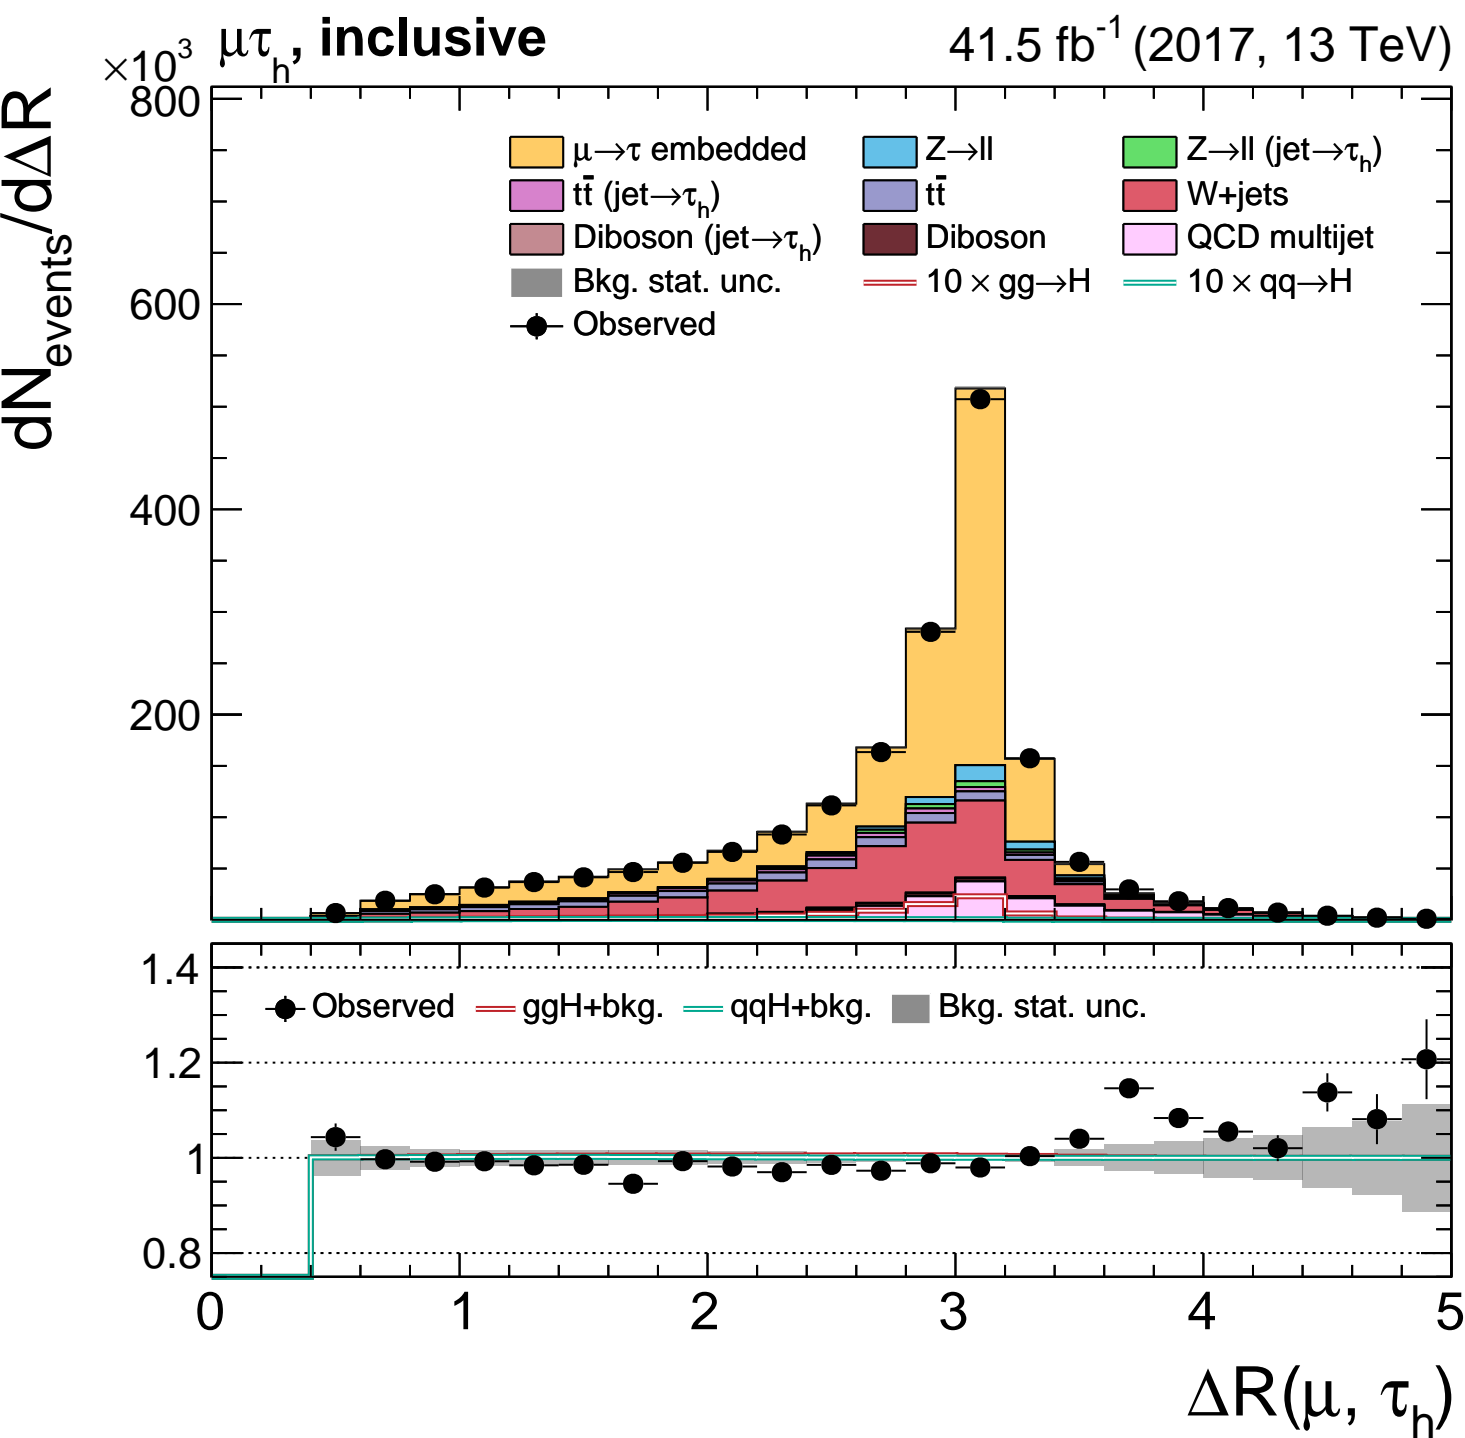 ×10³ μτₕ, inclusive 41.5 fb⁻¹ (2017, 13 TeV)
dN_events/dΔR
800
600
400
200
μ→τ embedded Z→ll Z→ll (jet→τₕ)
tt̄ (jet→τₕ) tt̄ W+jets
Diboson (jet→τₕ) Diboson QCD multijet
Bkg. stat. unc. 10 × gg→H 10 × qq→H
Observed
1.4
1.2
1
0.8
Observed ggH+bkg. qqH+bkg. Bkg. stat. unc.
0 1 2 3 4 5
ΔR(μ, τₕ)